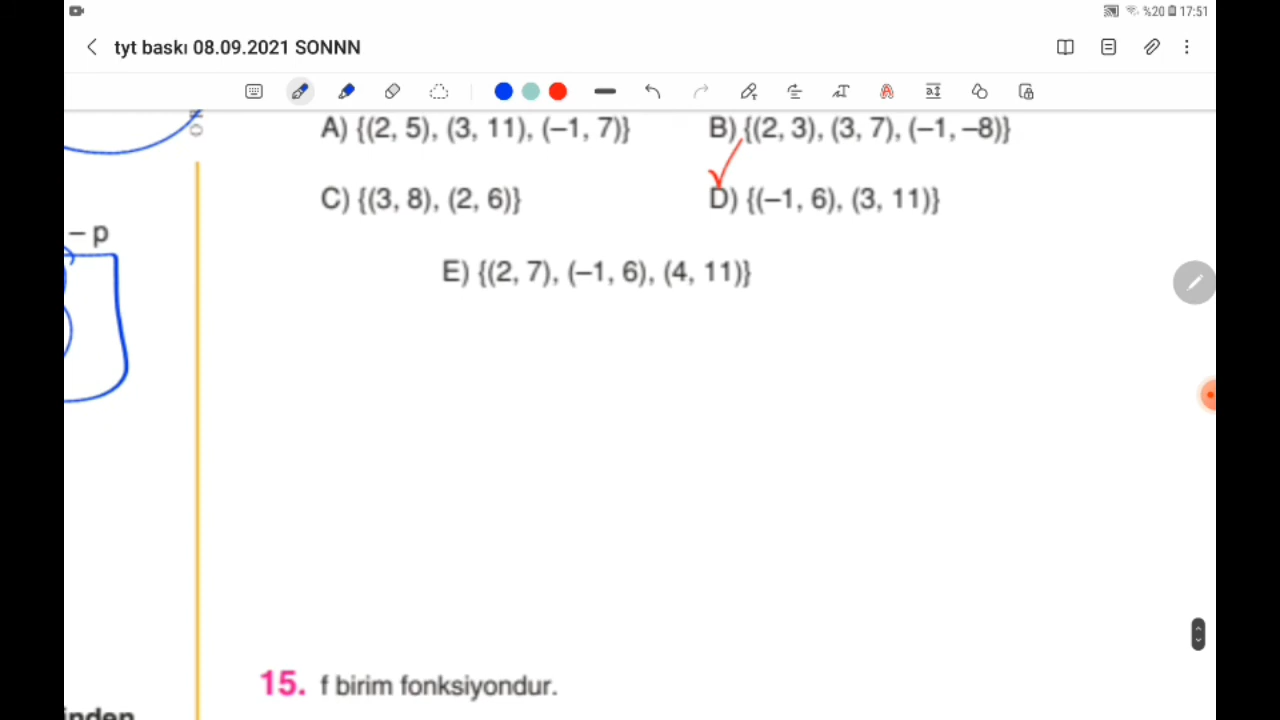 %20 17:51
tyt baskı 08.09.2021 SONNN
A) {(2, 5), (3, 11), (–1, 7)} B) {(2, 3), (3, 7), (–1, –8)}
C) {(3, 8), (2, 6)} D) {(–1, 6), (3, 11)}
– p
E) {(2, 7), (–1, 6), (4, 11)}
15. f birim fonksiyondur.
inden